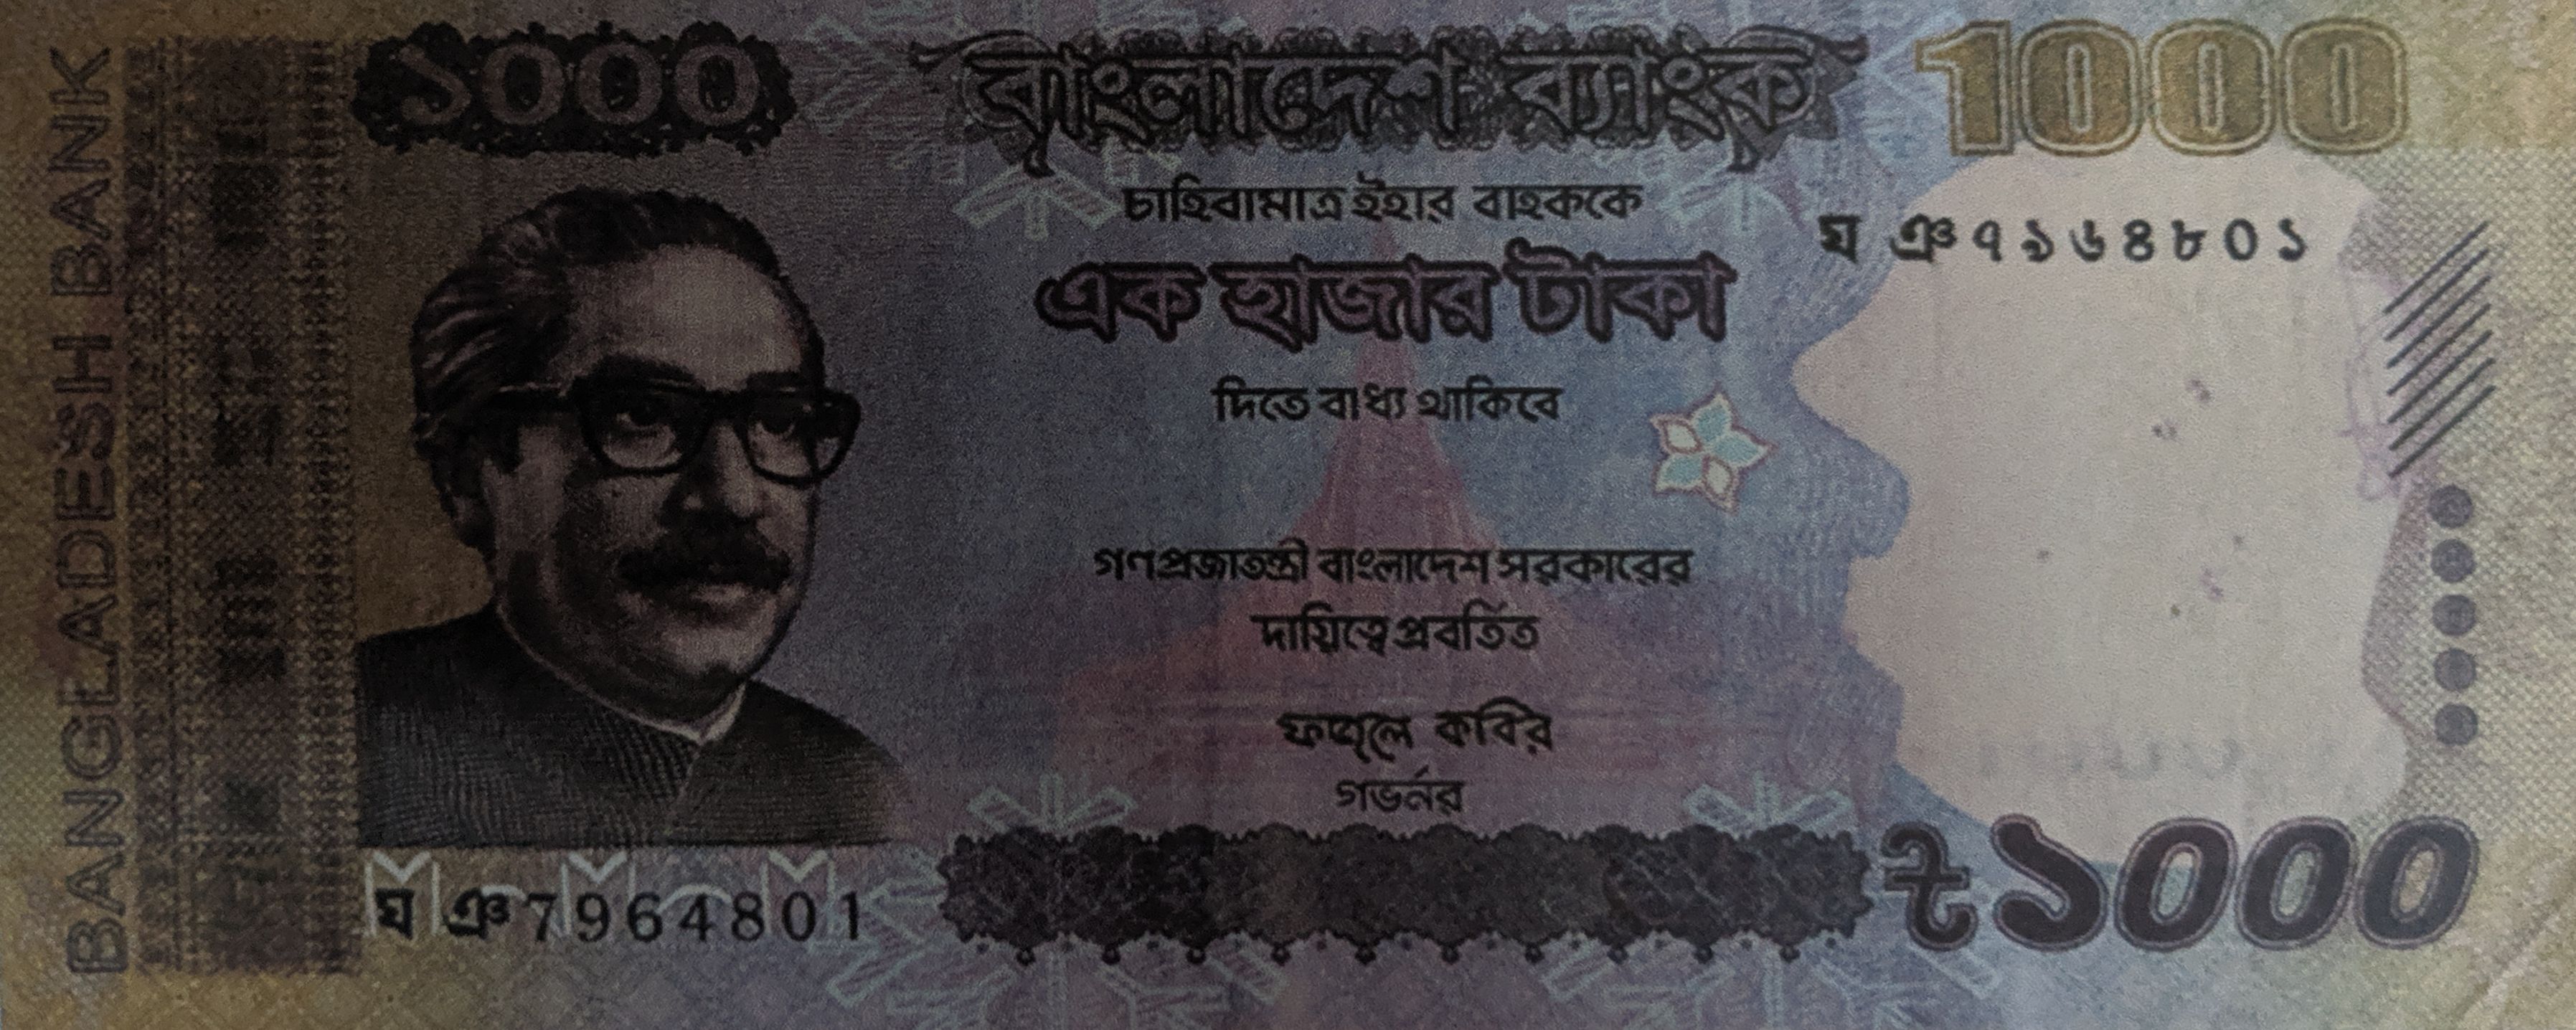 BANGLADESH BANK
১০০০
বাংলাদেশ ব্যাংক
1000
চাহিবামাত্র ইহার বাহককে
ঘ ঞ ৭৯৬৪৮০১
এক হাজার টাকা
দিতে বাধ্য থাকিবে
গণপ্রজাতন্ত্রী বাংলাদেশ সরকারের
দায়িত্বে প্রবর্তিত
ফজলে কবির
গভর্নর
ঘ ঞ 7964801
৳১০০০